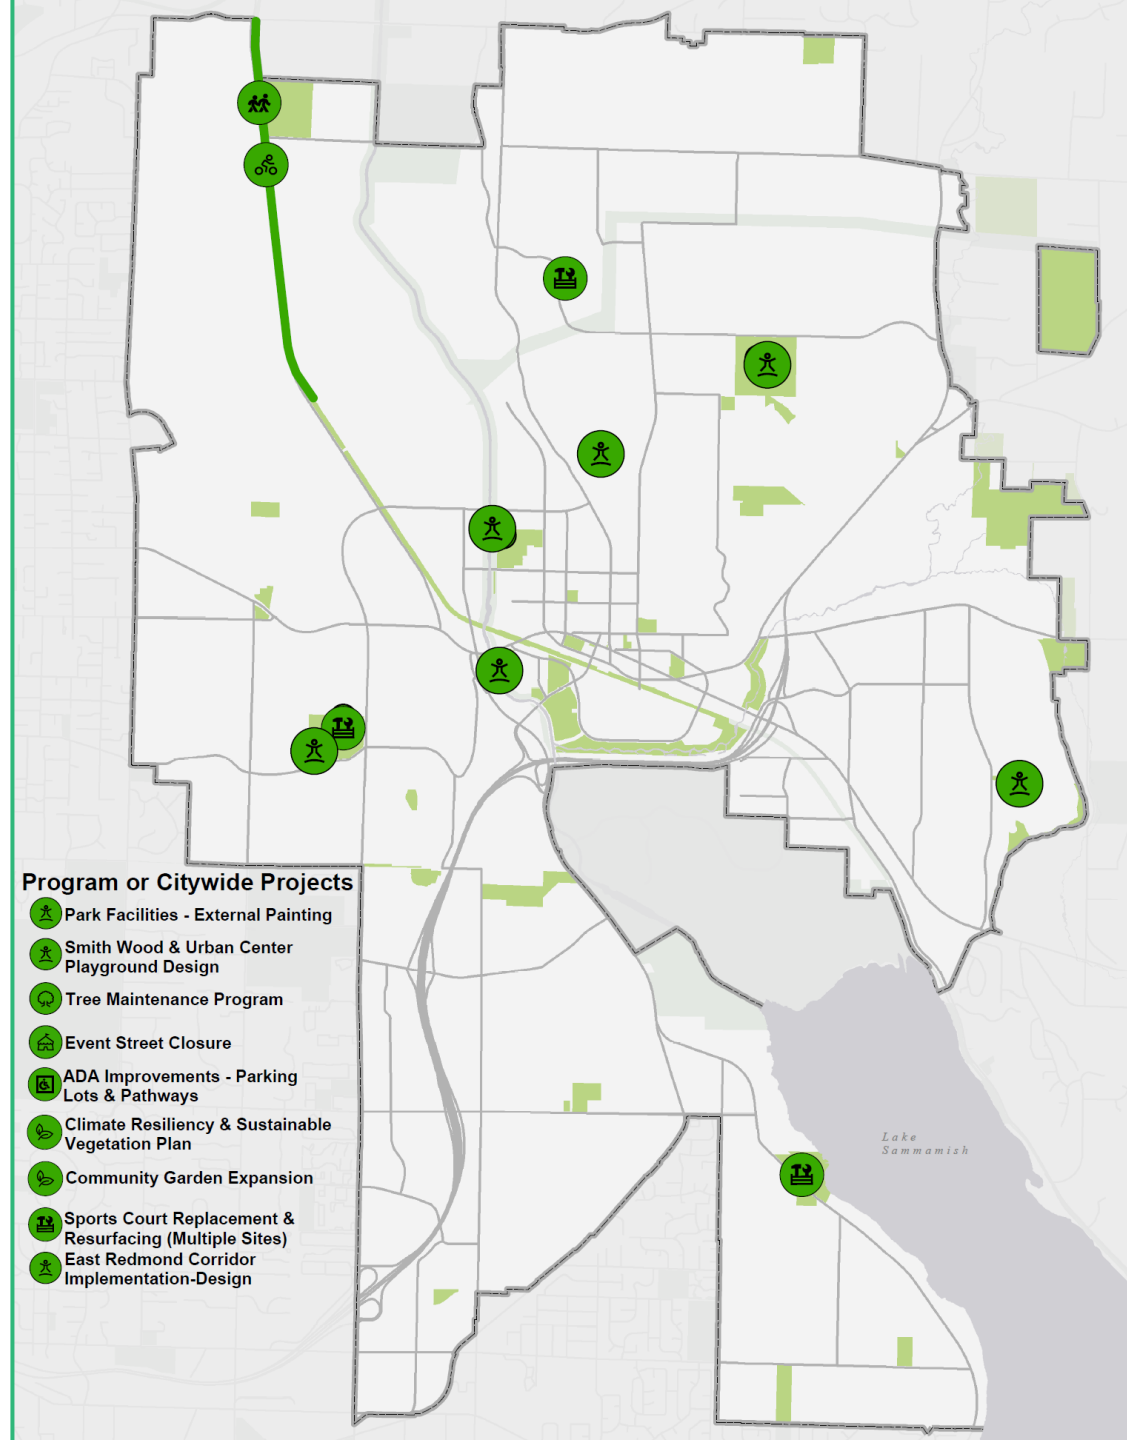 Program or Citywide Projects
Park Facilities - External Painting
Smith Wood & Urban Center
Playground Design
Tree Maintenance Program
Event Street Closure
ADA Improvements - Parking
Lots & Pathways
Climate Resiliency & Sustainable
Vegetation Plan
Community Garden Expansion
Sports Court Replacement &
Resurfacing (Multiple Sites)
East Redmond Corridor
Implementation-Design
Lake
Sammamish